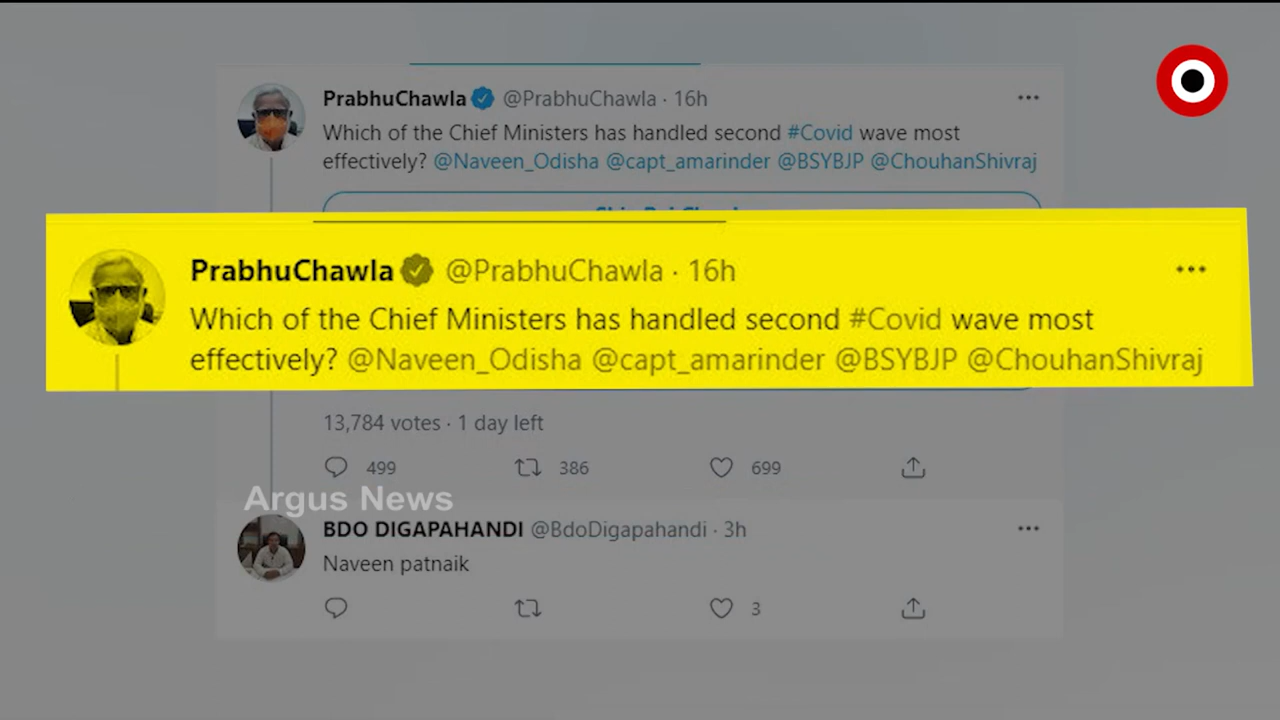 PrabhuChawla @PrabhuChawla · 16h
Which of the Chief Ministers has handled second #Covid wave most
effectively? @Naveen_Odisha @capt_amarinder @BSYBJP @ChouhanShivraj
PrabhuChawla @PrabhuChawla · 16h
Which of the Chief Ministers has handled second #Covid wave most
effectively? @Naveen_Odisha @capt_amarinder @BSYBJP @ChouhanShivraj
13,784 votes · 1 day left
499 386 699
Argus News
BDO DIGAPAHANDI @BdoDigapahandi · 3h
Naveen patnaik
3